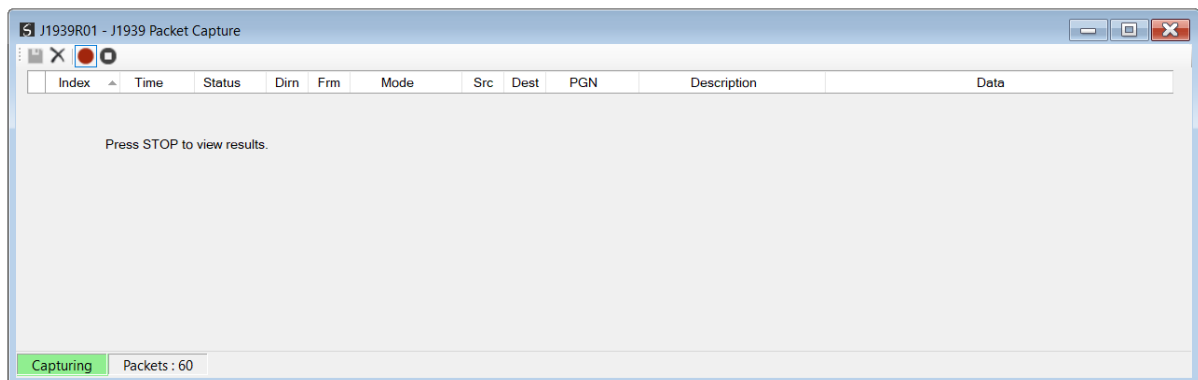 J1939R01 - J1939 Packet Capture
Index Time Status Dirn Frm Mode Src Dest PGN Description Data
Press STOP to view results.
Capturing Packets : 60